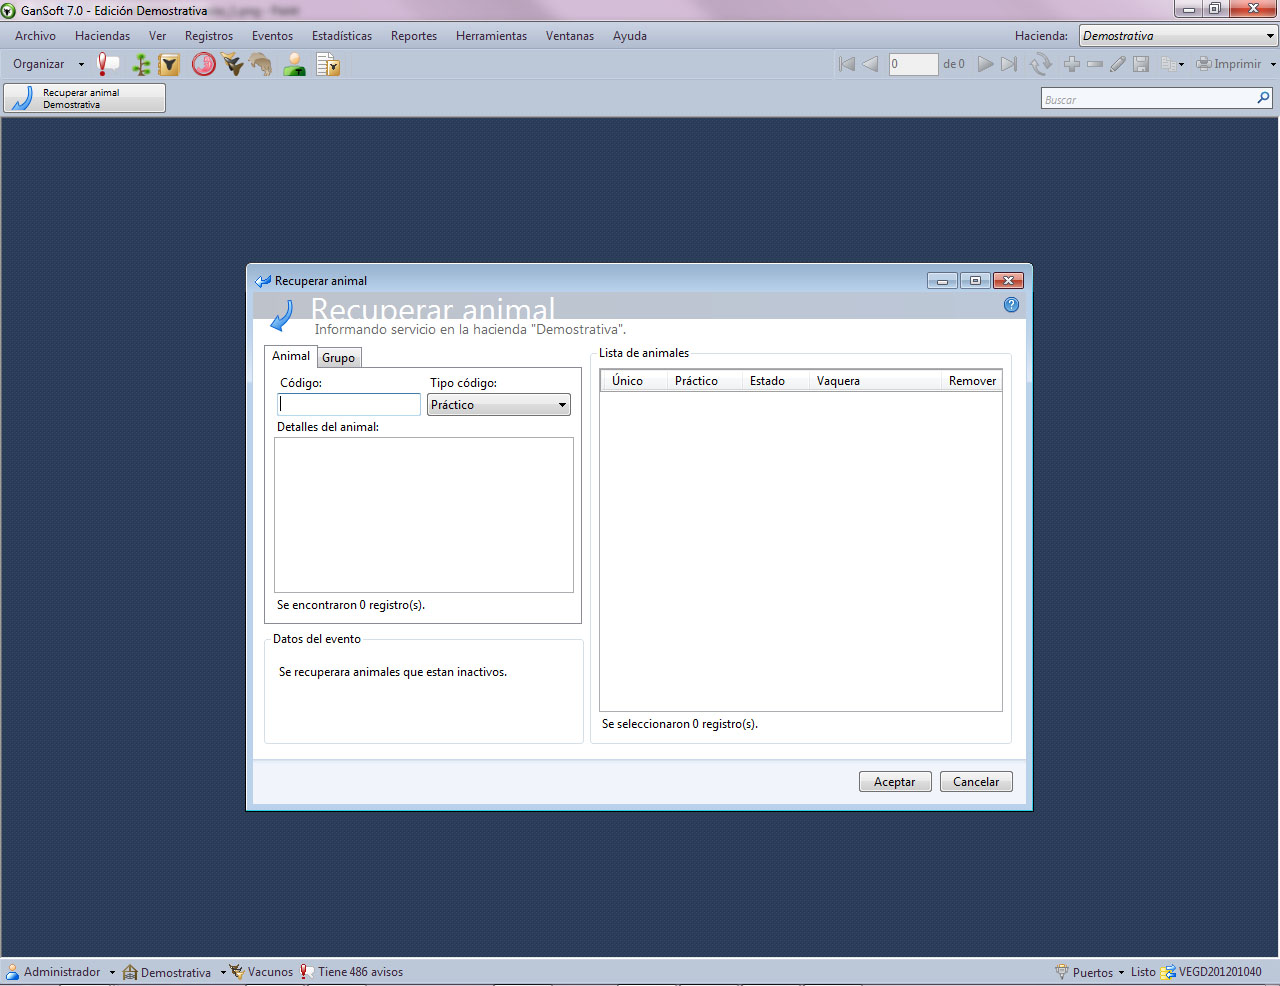 GanSoft 7.0 - Edición Demostrativa
Archivo Haciendas Ver Registros Eventos Estadísticas Reportes Herramientas Ventanas Ayuda Hacienda: Demostrativa
Organizar 0 de 0 Imprimir
Recuperar animal
Demostrativa
Buscar
Recuperar animal
Recuperar animal
Informando servicio en la hacienda "Demostrativa".
Animal Grupo
Código: Tipo código:
Práctico
Detalles del animal:
Se encontraron 0 registro(s).
Datos del evento
Se recuperara animales que estan inactivos.
Lista de animales
Único Práctico Estado Vaquera Remover
Se seleccionaron 0 registro(s).
Aceptar Cancelar
Administrador Demostrativa Vacunos Tiene 486 avisos Puertos Listo VEGD201201040